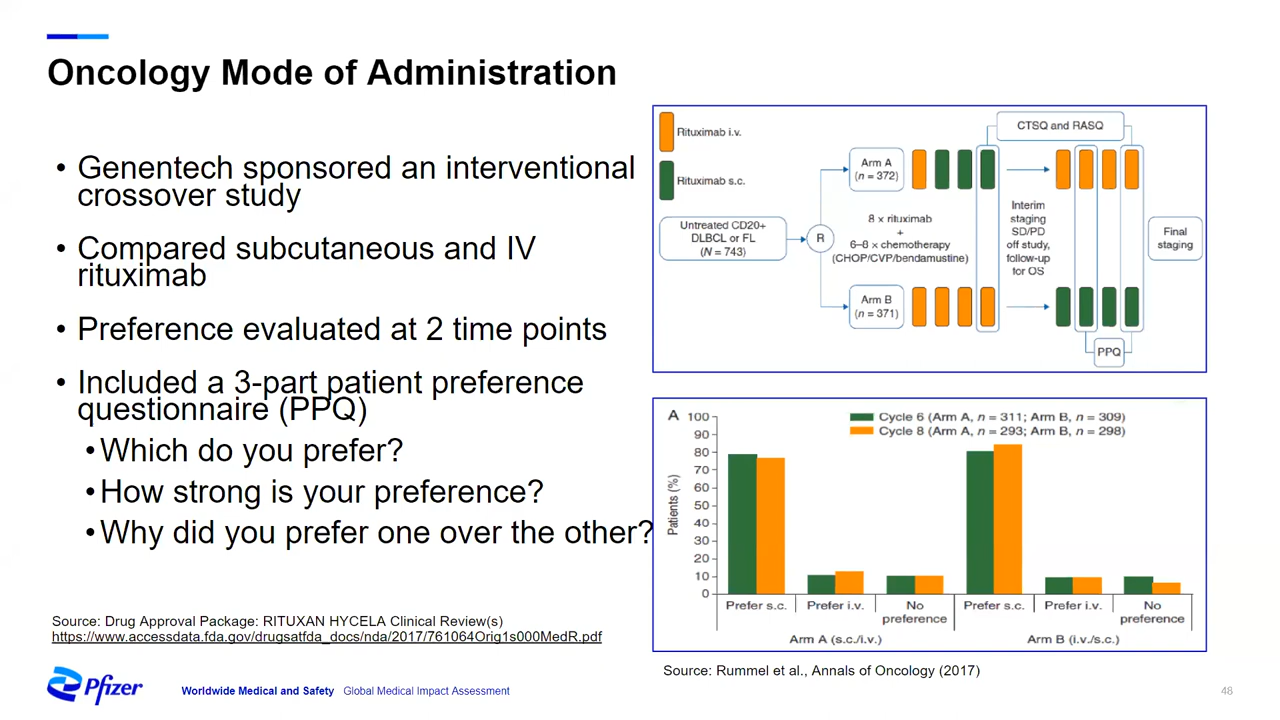 Oncology Mode of Administration
• Genentech sponsored an interventional
crossover study
• Compared subcutaneous and IV
rituximab
• Preference evaluated at 2 time points
• Included a 3-part patient preference
questionnaire (PPQ)
• Which do you prefer?
• How strong is your preference?
• Why did you prefer one over the other?
Source: Drug Approval Package: RITUXAN HYCELA Clinical Review(s)
https://www.accessdata.fda.gov/drugsatfda_docs/nda/2017/761064Orig1s000MedR.pdf
Rituximab i.v.
Rituximab s.c.
Untreated CD20+
DLBCL or FL
(N = 743)
R
Arm A
(n = 372)
8 x rituximab
+
6–8 x chemotherapy
(CHOP/CVP/bendamustine)
Arm B
(n = 371)
CTSQ and RASQ
Interim
staging
SD/PD
off study,
follow-up
for OS
Final
staging
PPQ
A
Cycle 6 (Arm A, n = 311; Arm B, n = 309)
Cycle 8 (Arm A, n = 293; Arm B, n = 298)
Patients (%)
100
90
80
70
60
50
40
30
20
10
0
Prefer s.c. Prefer i.v. No preference Prefer s.c. Prefer i.v. No preference
Arm A (s.c./i.v.) Arm B (i.v./s.c.)
Source: Rummel et al., Annals of Oncology (2017)
Pfizer
Worldwide Medical and Safety Global Medical Impact Assessment
48